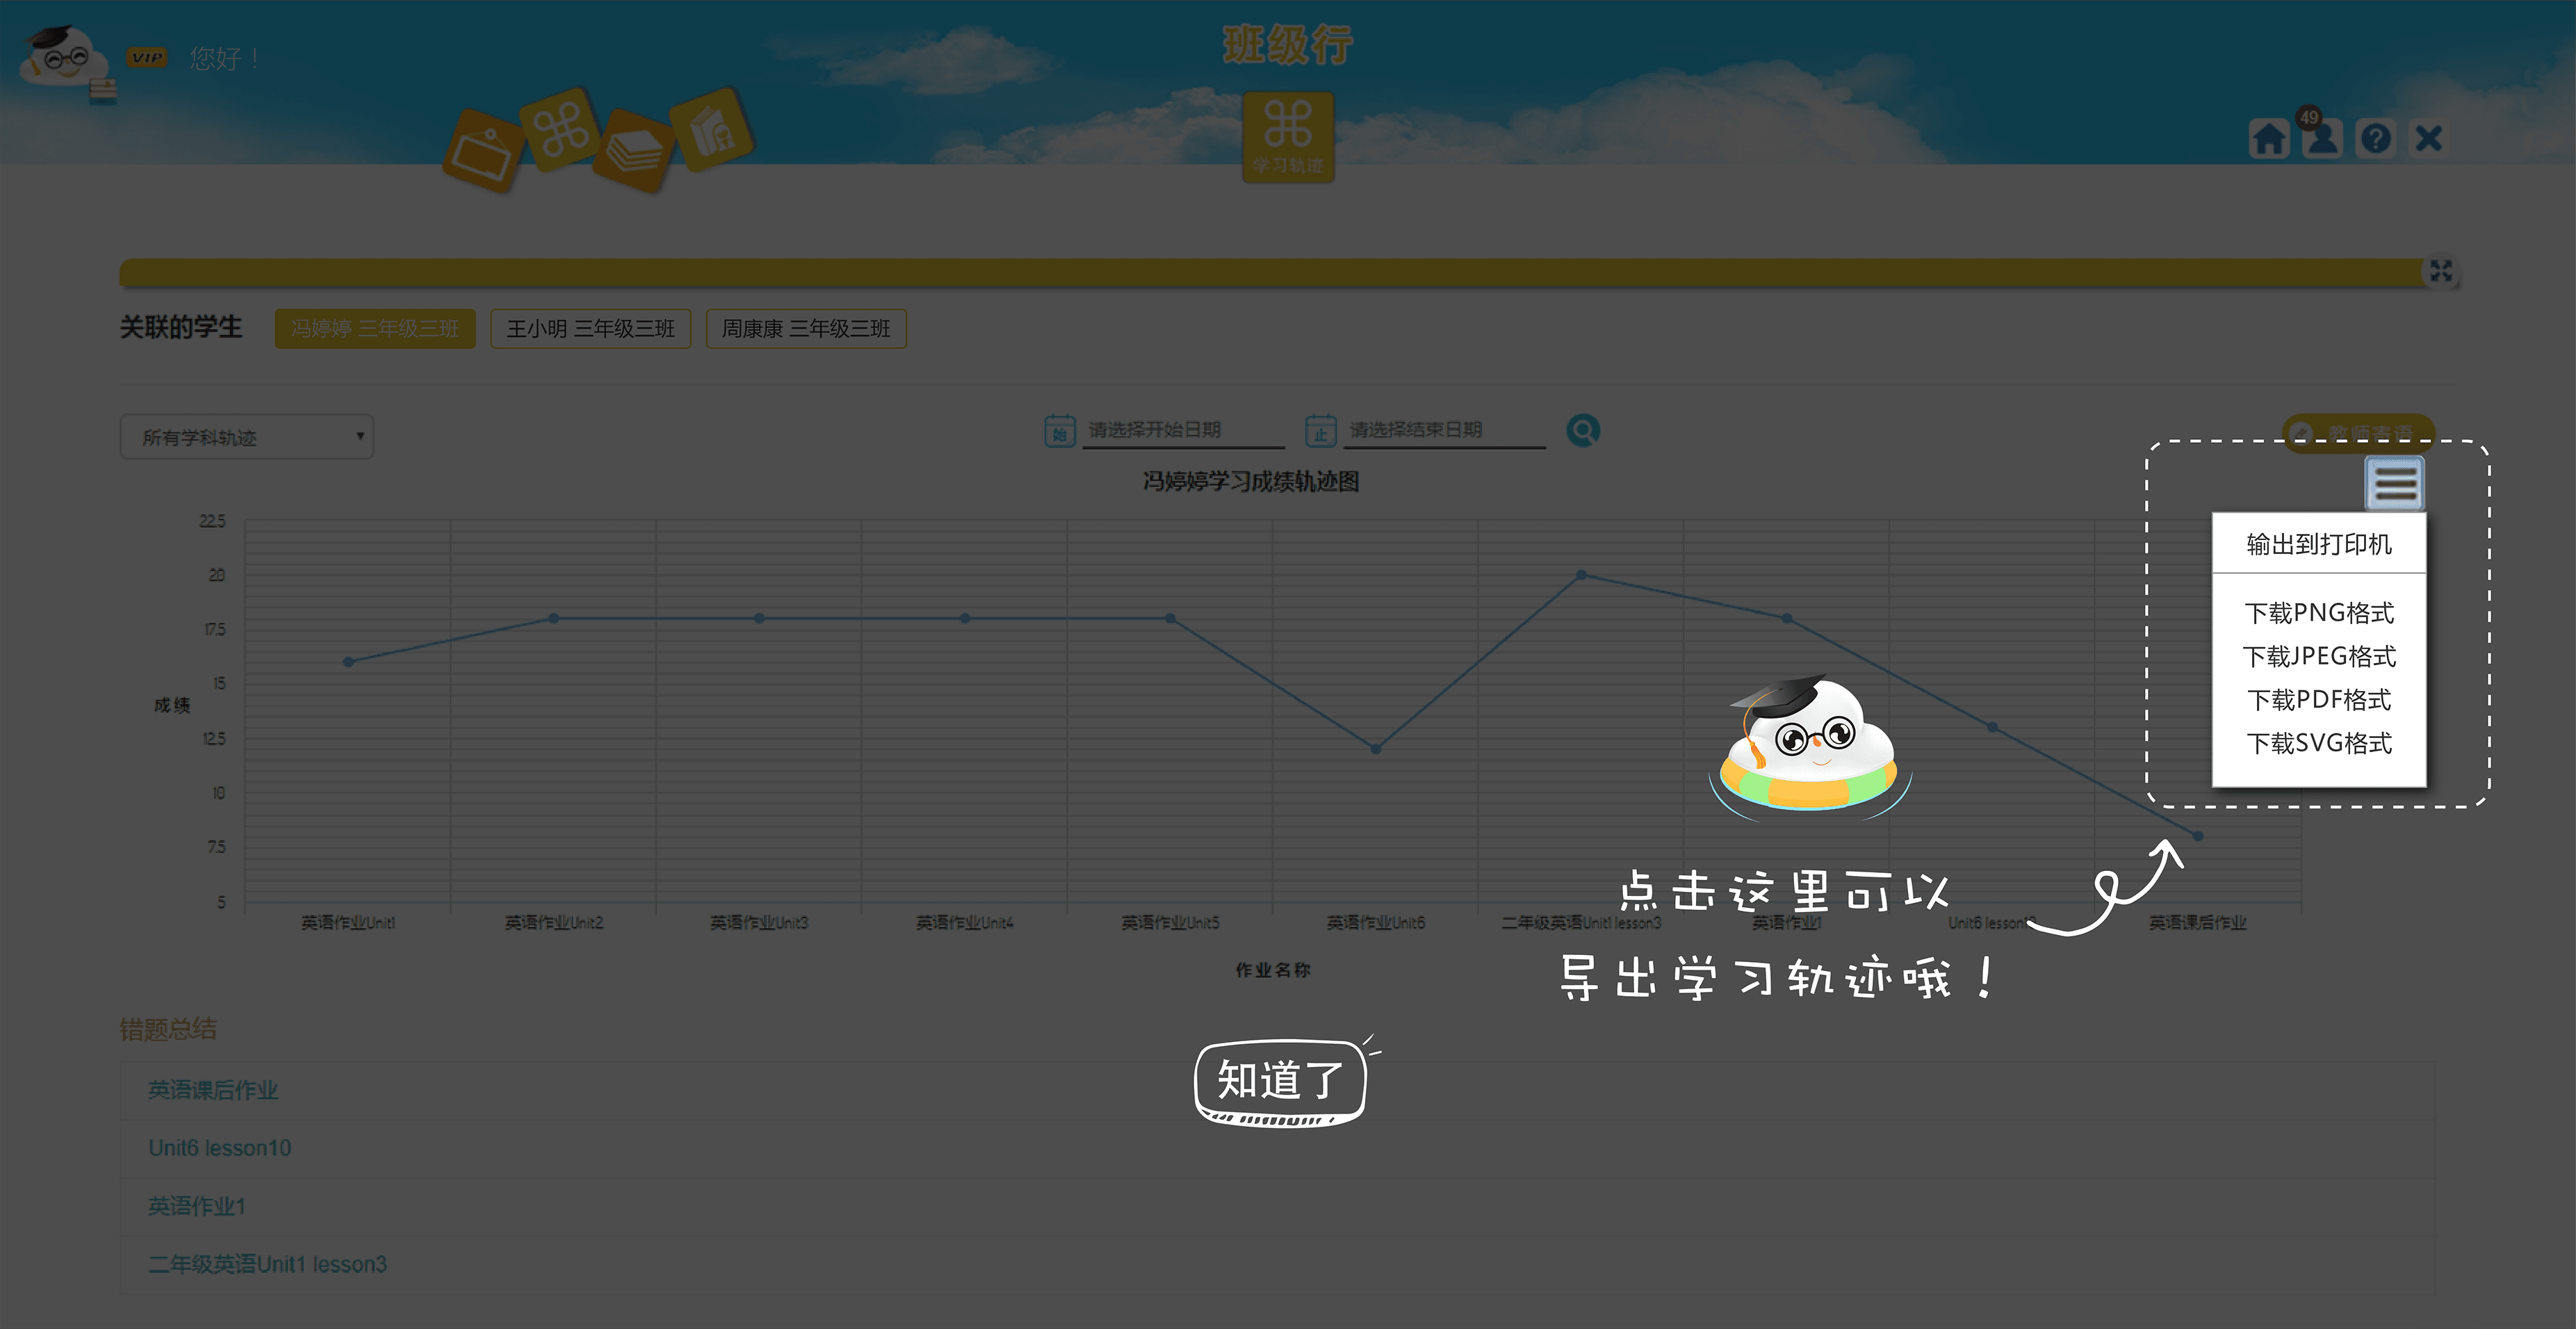 班级行
VIP 您好！
学习轨迹
49
关联的学生 冯婷婷 三年级三班 王小明 三年级三班 周康康 三年级三班
所有学科轨迹 始 请选择开始日期 止 请选择结束日期 教师寄语
冯婷婷学习成绩轨迹图
输出到打印机
下载PNG格式
下载JPEG格式
下载PDF格式
下载SVG格式
22.5
20
17.5
15
成绩
12.5
10
7.5
5
英语作业Unit1 英语作业Unit2 英语作业Unit3 英语作业Unit4 英语作业Unit5 英语作业Unit6 二年级英语Unit1 lesson3 英语作业1 Unit6 lesson10 英语课后作业
作业名称
点击这里可以
导出学习轨迹哦！
知道了
错题总结
英语课后作业
Unit6 lesson10
英语作业1
二年级英语Unit1 lesson3